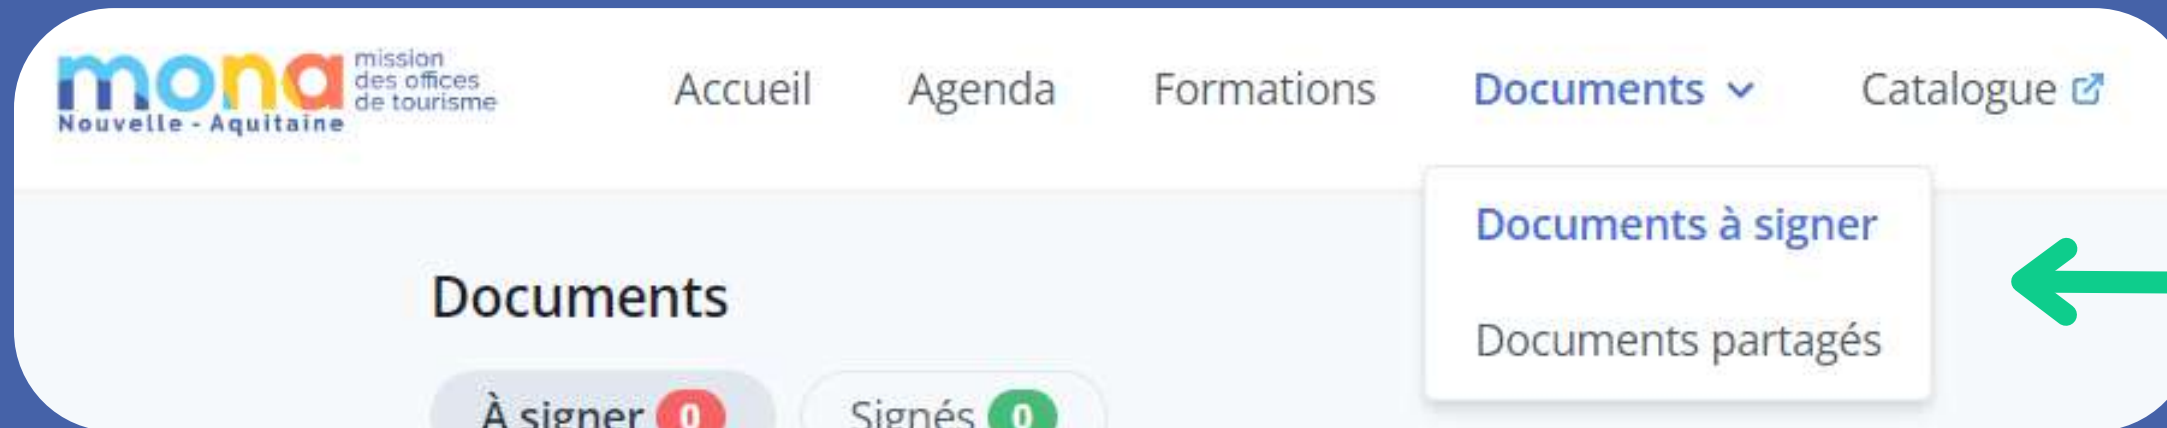 mona
mission
des offices
de tourisme
Nouvelle - Aquitaine
Accueil
Agenda
Formations
Documents
Catalogue
Documents à signer
Documents partagés
Documents
À signer 0
Signés 0